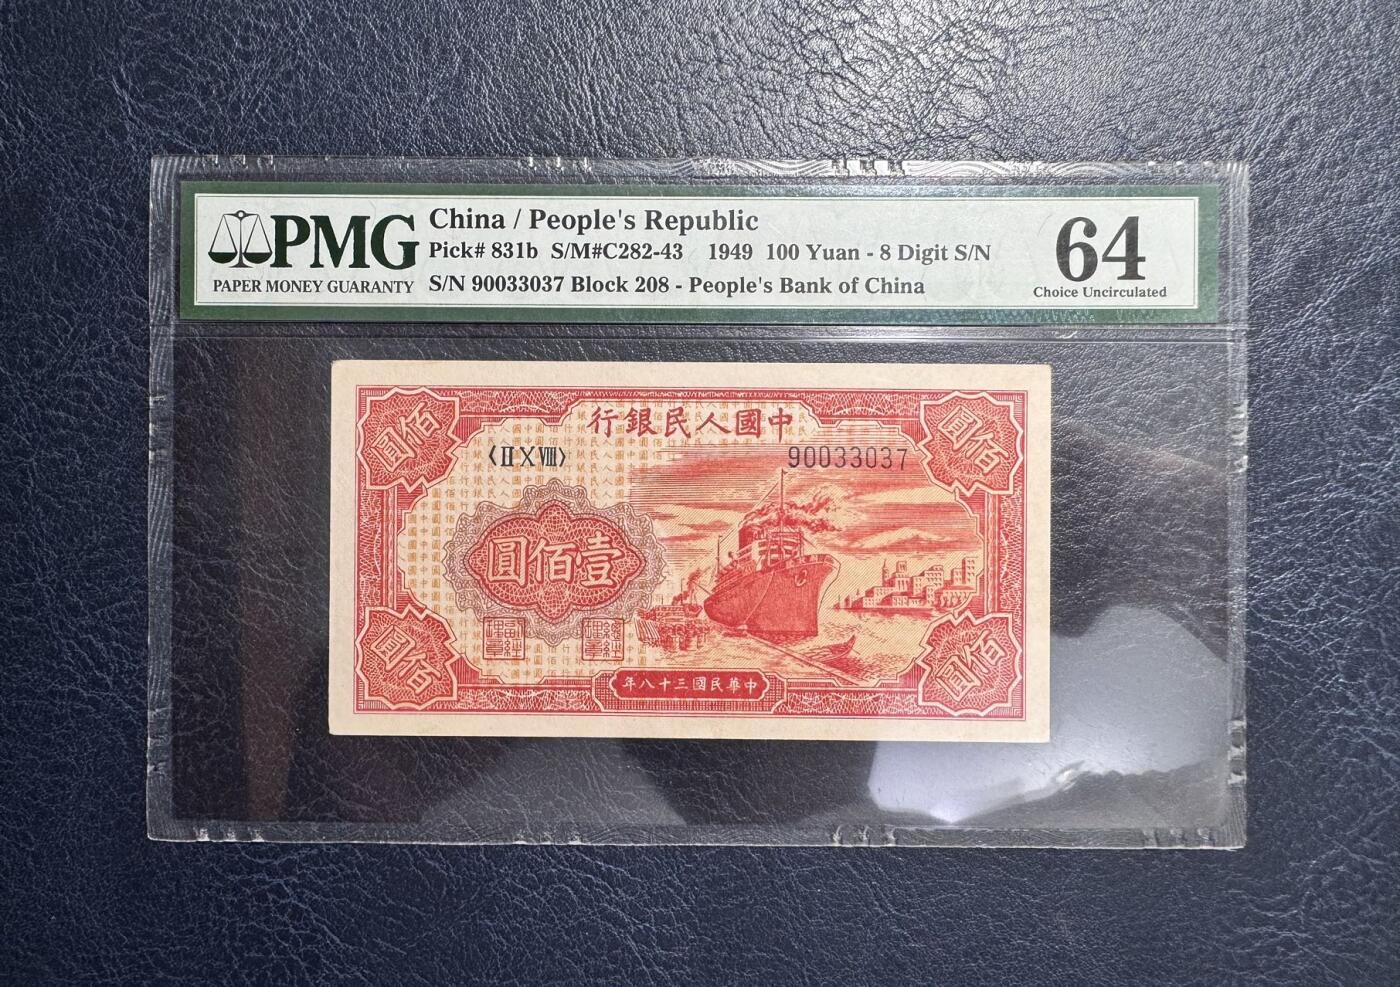 PMG
PAPER MONEY GUARANTY
China / People's Republic
Pick# 831b S/M#C282-43 1949 100 Yuan - 8 Digit S/N
S/N 90033037 Block 208 - People's Bank of China
64
Choice Uncirculated
行銀民人國中
圓佰
圓佰
〈ⅡⅩⅧ〉
90033037
圓佰壹
圓佰
圓佰
年八十三國民華中